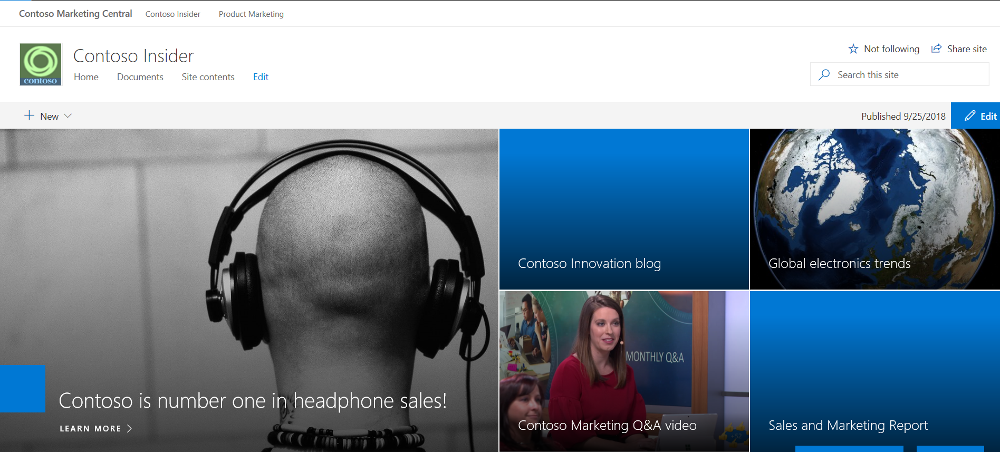 Contoso Marketing Central Contoso Insider Product Marketing
contoso
Contoso Insider
Home Documents Site contents Edit
Not following Share site
Search this site
New
Published 9/25/2018 Edit
Contoso is number one in headphone sales!
LEARN MORE
Contoso Innovation blog
Global electronics trends
MONTHLY Q&A
+52
Contoso Marketing Q&A video
Sales and Marketing Report